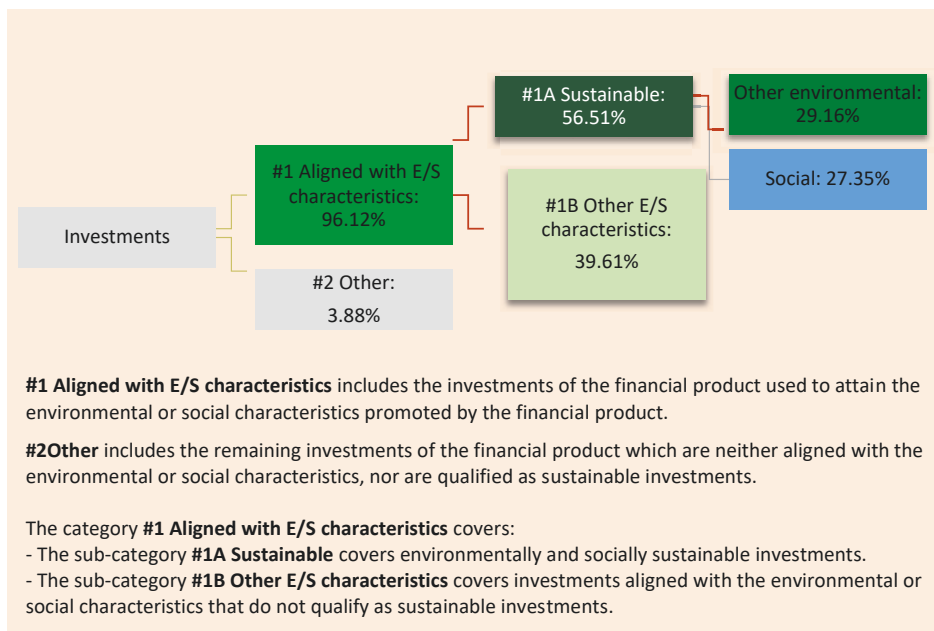 Investments
#1 Aligned with E/S
characteristics:
96.12%
#2 Other:
3.88%
#1A Sustainable:
56.51%
#1B Other E/S
characteristics:
39.61%
Other environmental:
29.16%
Social: 27.35%
#1 Aligned with E/S characteristics includes the investments of the financial product used to attain the
environmental or social characteristics promoted by the financial product.
#2Other includes the remaining investments of the financial product which are neither aligned with the
environmental or social characteristics, nor are qualified as sustainable investments.
The category #1 Aligned with E/S characteristics covers:
- The sub-category #1A Sustainable covers environmentally and socially sustainable investments.
- The sub-category #1B Other E/S characteristics covers investments aligned with the environmental or
social characteristics that do not qualify as sustainable investments.